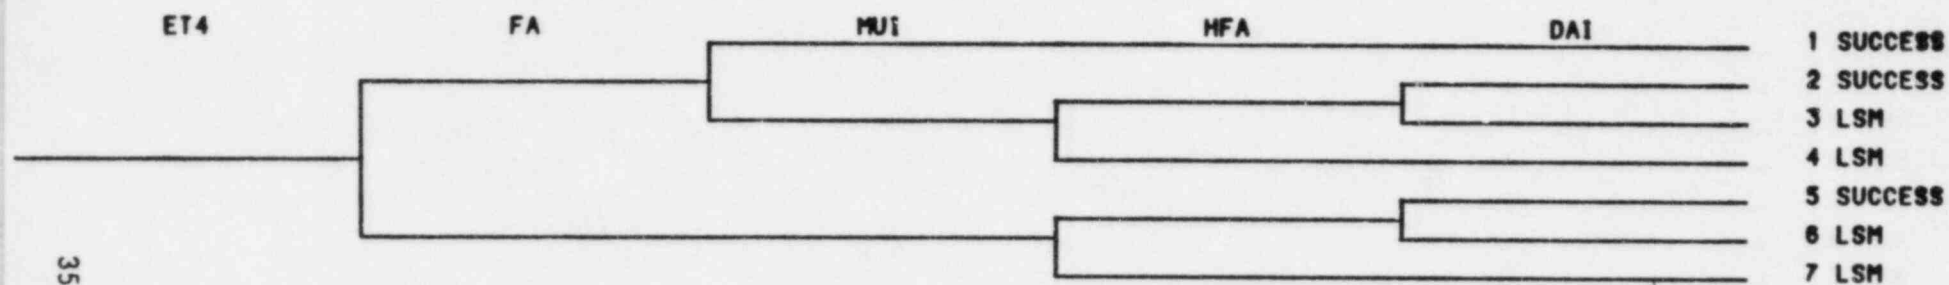 ET4 FA MUI HFA DAI
1 SUCCESS
2 SUCCESS
3 LSM
4 LSM
5 SUCCESS
6 LSM
7 LSM
35